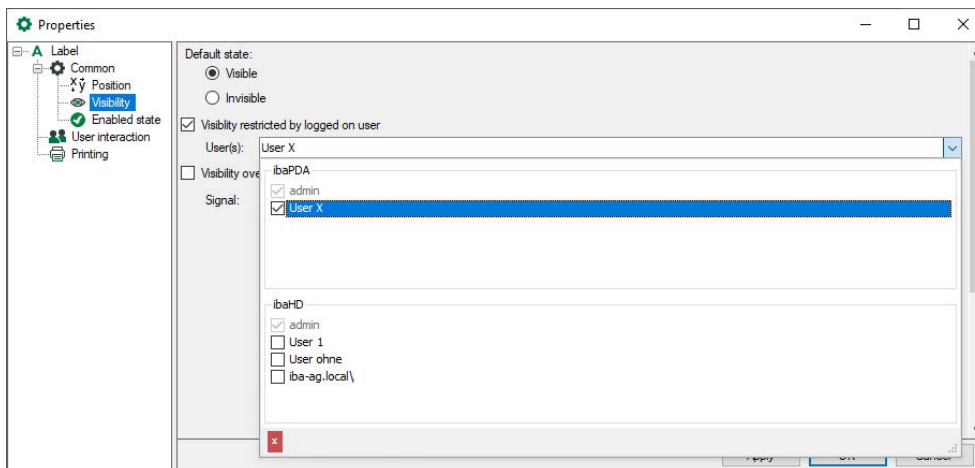 Properties
A Label
Common
Position
Visibility
Enabled state
User interaction
Printing
Default state:
Visible
Invisible
Visiblity restricted by logged on user
User(s): User X
Visibility ove
Signal:
ibaPDA
admin
User X
ibaHD
admin
User 1
User ohne
iba-ag.local\
x